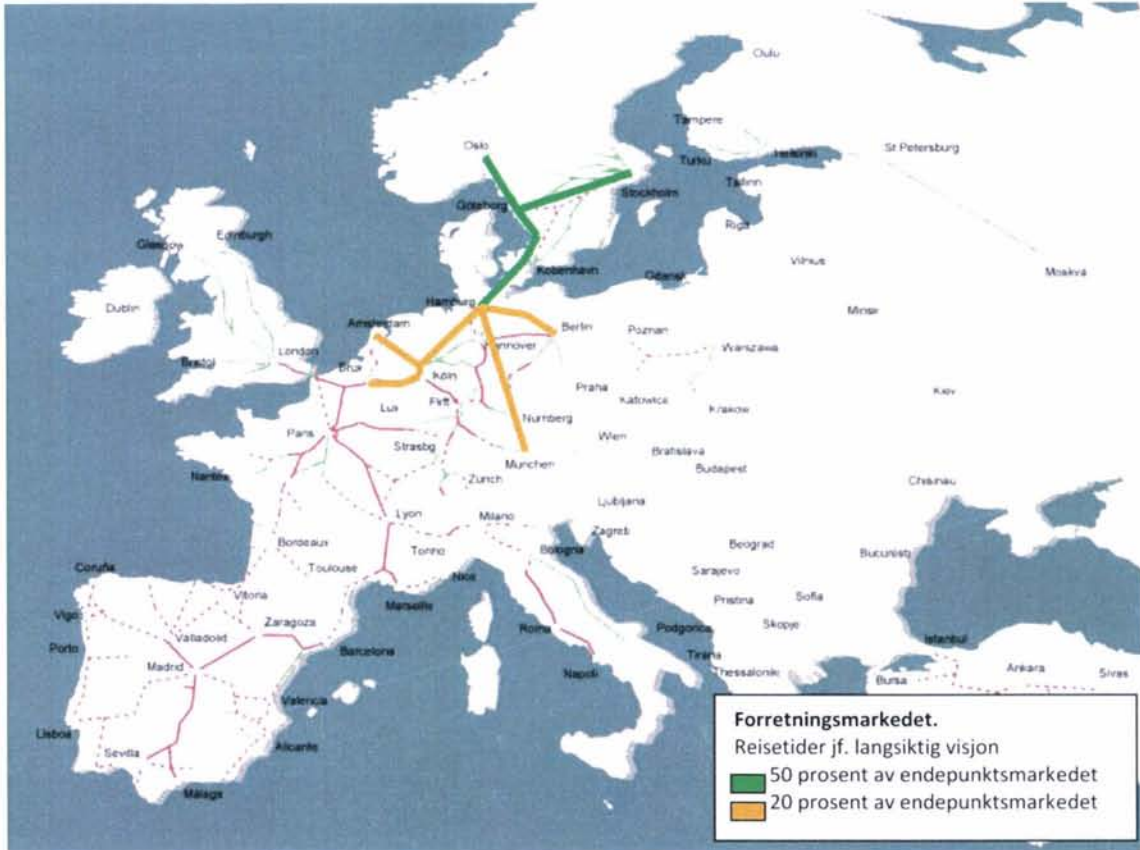 Oulu
Tampere
Oslo
Turku
Helsinki
St Petersburg
Tallinn
Stockholm
Göteborg
Riga
Glasgow
Edinburgh
Vilnius
Kobenhavn
Gdansk
Moskva
Dublin
Hamburg
Minsk
Amsterdam
Berlin
Poznan
Hannover
Warszawa
London
Bristol
Brux
Köln
Praha
Kiev
Katowice
Lux
Frft
Krakow
Nurnberg
Paris
Wien
Strasbg
Bratislava
Munchen
Budapest
Nantes
Zurich
Chisinau
Ljubljana
Lyon
Milano
Zagreb
Bordeaux
Torino
Bologna
Beograd
Bucuresti
Toulouse
Coruña
Nice
Sarajevo
Vitoria
Marseille
Pristina
Sofia
Vigo
Zaragoza
Roma
Podgorica
Skopje
Valladolid
Istanbul
Porto
Barcelona
Tirana
Madrid
Napoli
Thessaloniki
Bursa
Ankara
Sivas
Valencia
Lisboa
Sevilla
Alicante
Málaga
Forretningsmarkedet.
Reisetider jf. langsiktig visjon
50 prosent av endepunktsmarkedet
20 prosent av endepunktsmarkedet